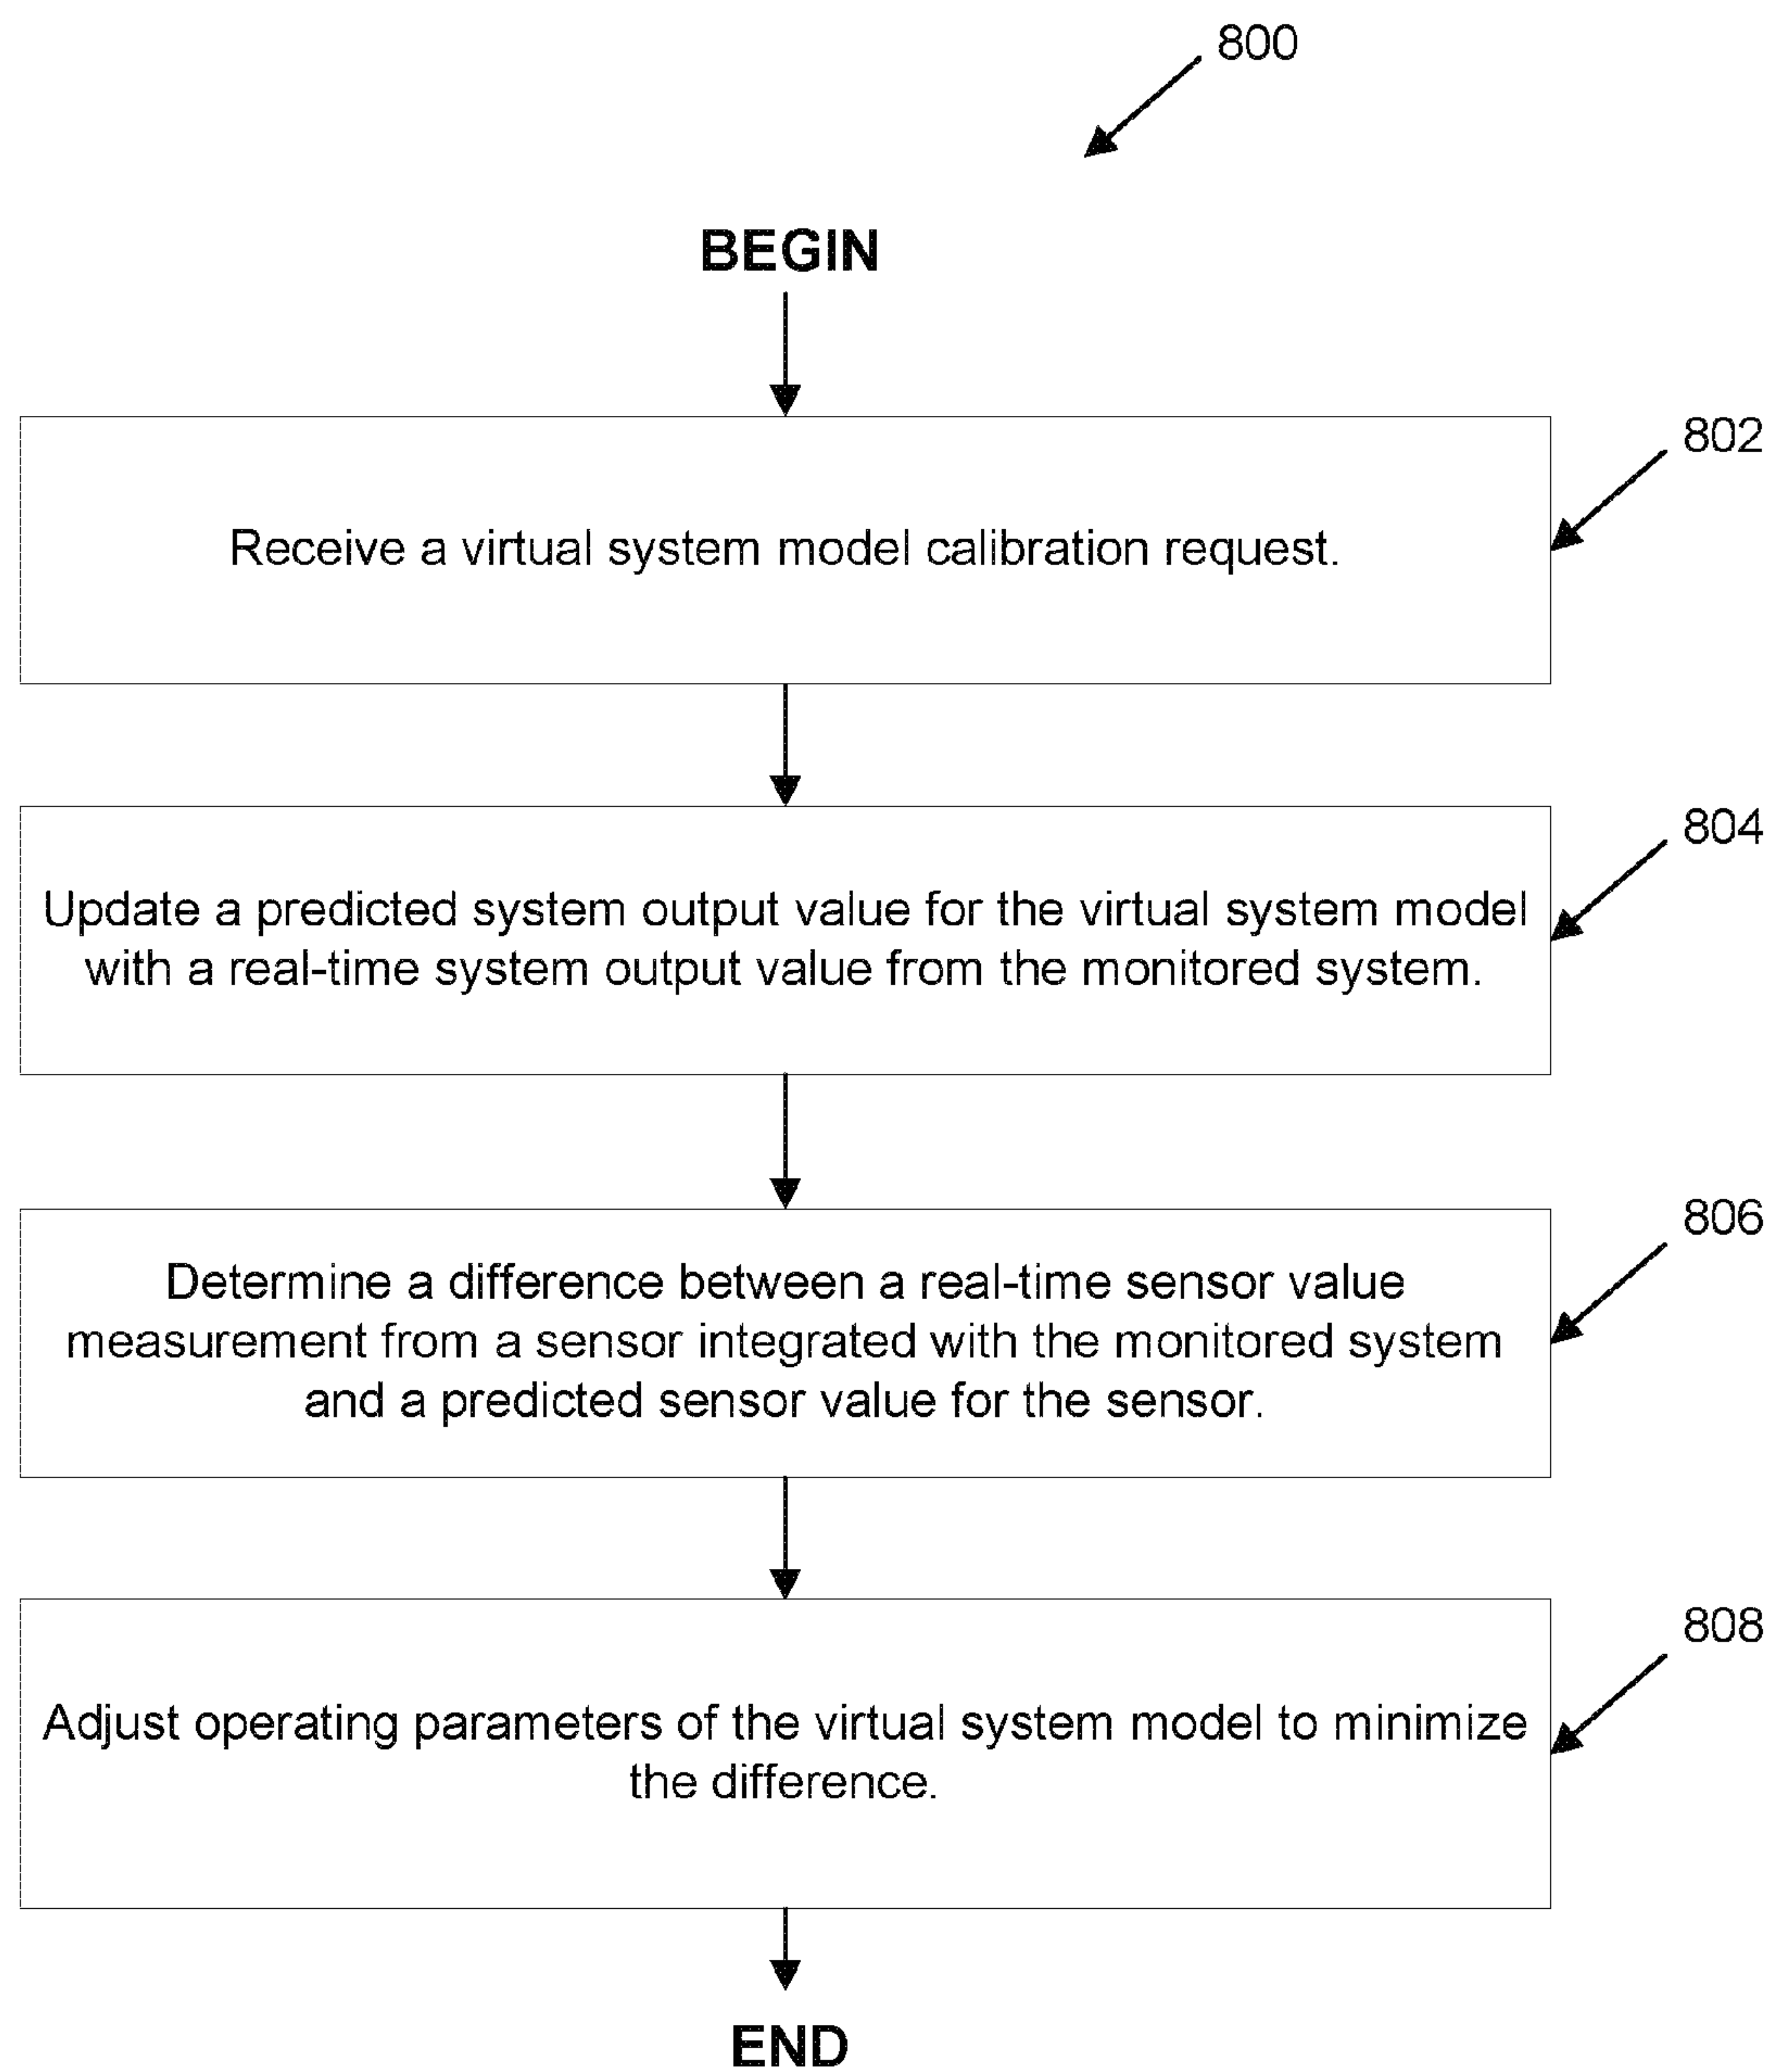 800
BEGIN
802
Receive a virtual system model calibration request.
804
Update a predicted system output value for the virtual system model
with a real-time system output value from the monitored system.
806
Determine a difference between a real-time sensor value
measurement from a sensor integrated with the monitored system
and a predicted sensor value for the sensor.
808
Adjust operating parameters of the virtual system model to minimize
the difference.
END